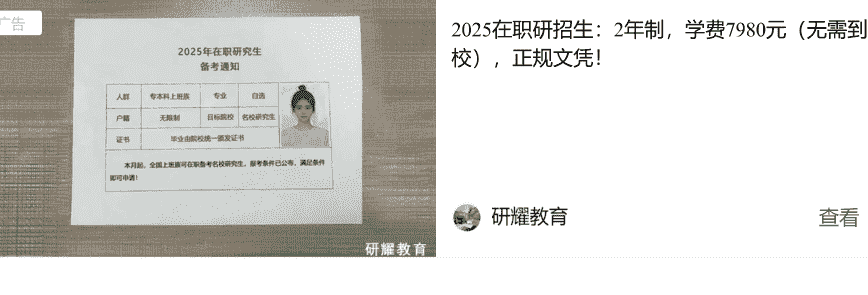 广告
2025年在职研究生
备考通知
人群 专本科上班族 专业 自选
户籍 无限制 目标院校 名校研究生
证书 毕业由院校统一颁发证书
本月起，全国上班族可在职备考名校研究生，报考条件已公布、满足条件
即可申请！
研耀教育
2025在职研招生：2年制，学费7980元（无需到
校），正规文凭！
研耀教育 查看